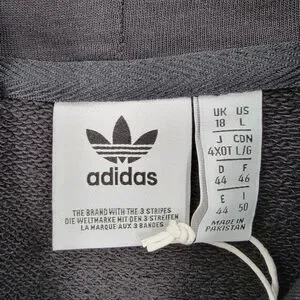 adidas
THE BRAND WITH THE 3 STRIPES
DIE WELTMARKE MIT DEN 3 STREIFEN
LA MARQUE AUX 3 BANDES
UK US
18 L
J CDN
4XOT L/G
D F
44 46
E I
44 50
MADE IN
PAKISTAN